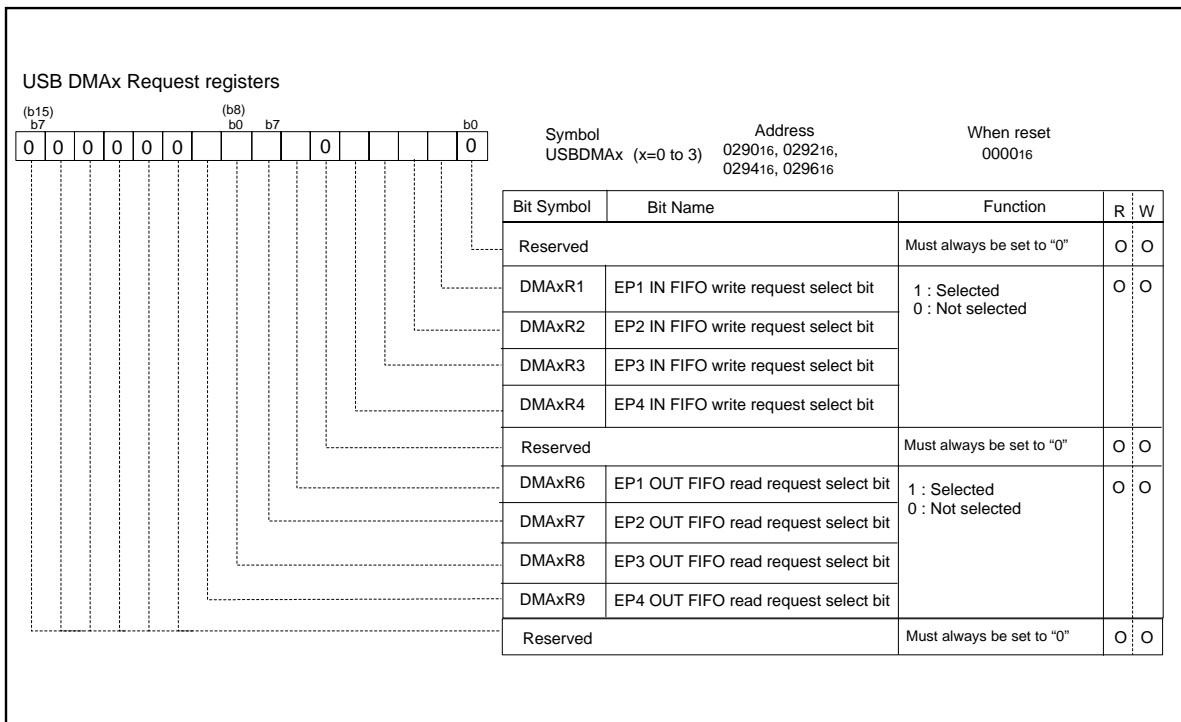 USB DMAx Request registers
(b15) (b8)
b7 b0 b7 b0
0 0 0 0 0 0 0 0
Symbol Address When reset
USBDMAx (x=0 to 3) 029016, 029216, 000016
029416, 029616
Bit Symbol Bit Name Function R W
Reserved Must always be set to “0” O O
DMAxR1 EP1 IN FIFO write request select bit 1 : Selected O O
0 : Not selected
DMAxR2 EP2 IN FIFO write request select bit
DMAxR3 EP3 IN FIFO write request select bit
DMAxR4 EP4 IN FIFO write request select bit
Reserved Must always be set to “0” O O
DMAxR6 EP1 OUT FIFO read request select bit 1 : Selected O O
0 : Not selected
DMAxR7 EP2 OUT FIFO read request select bit
DMAxR8 EP3 OUT FIFO read request select bit
DMAxR9 EP4 OUT FIFO read request select bit
Reserved Must always be set to “0” O O